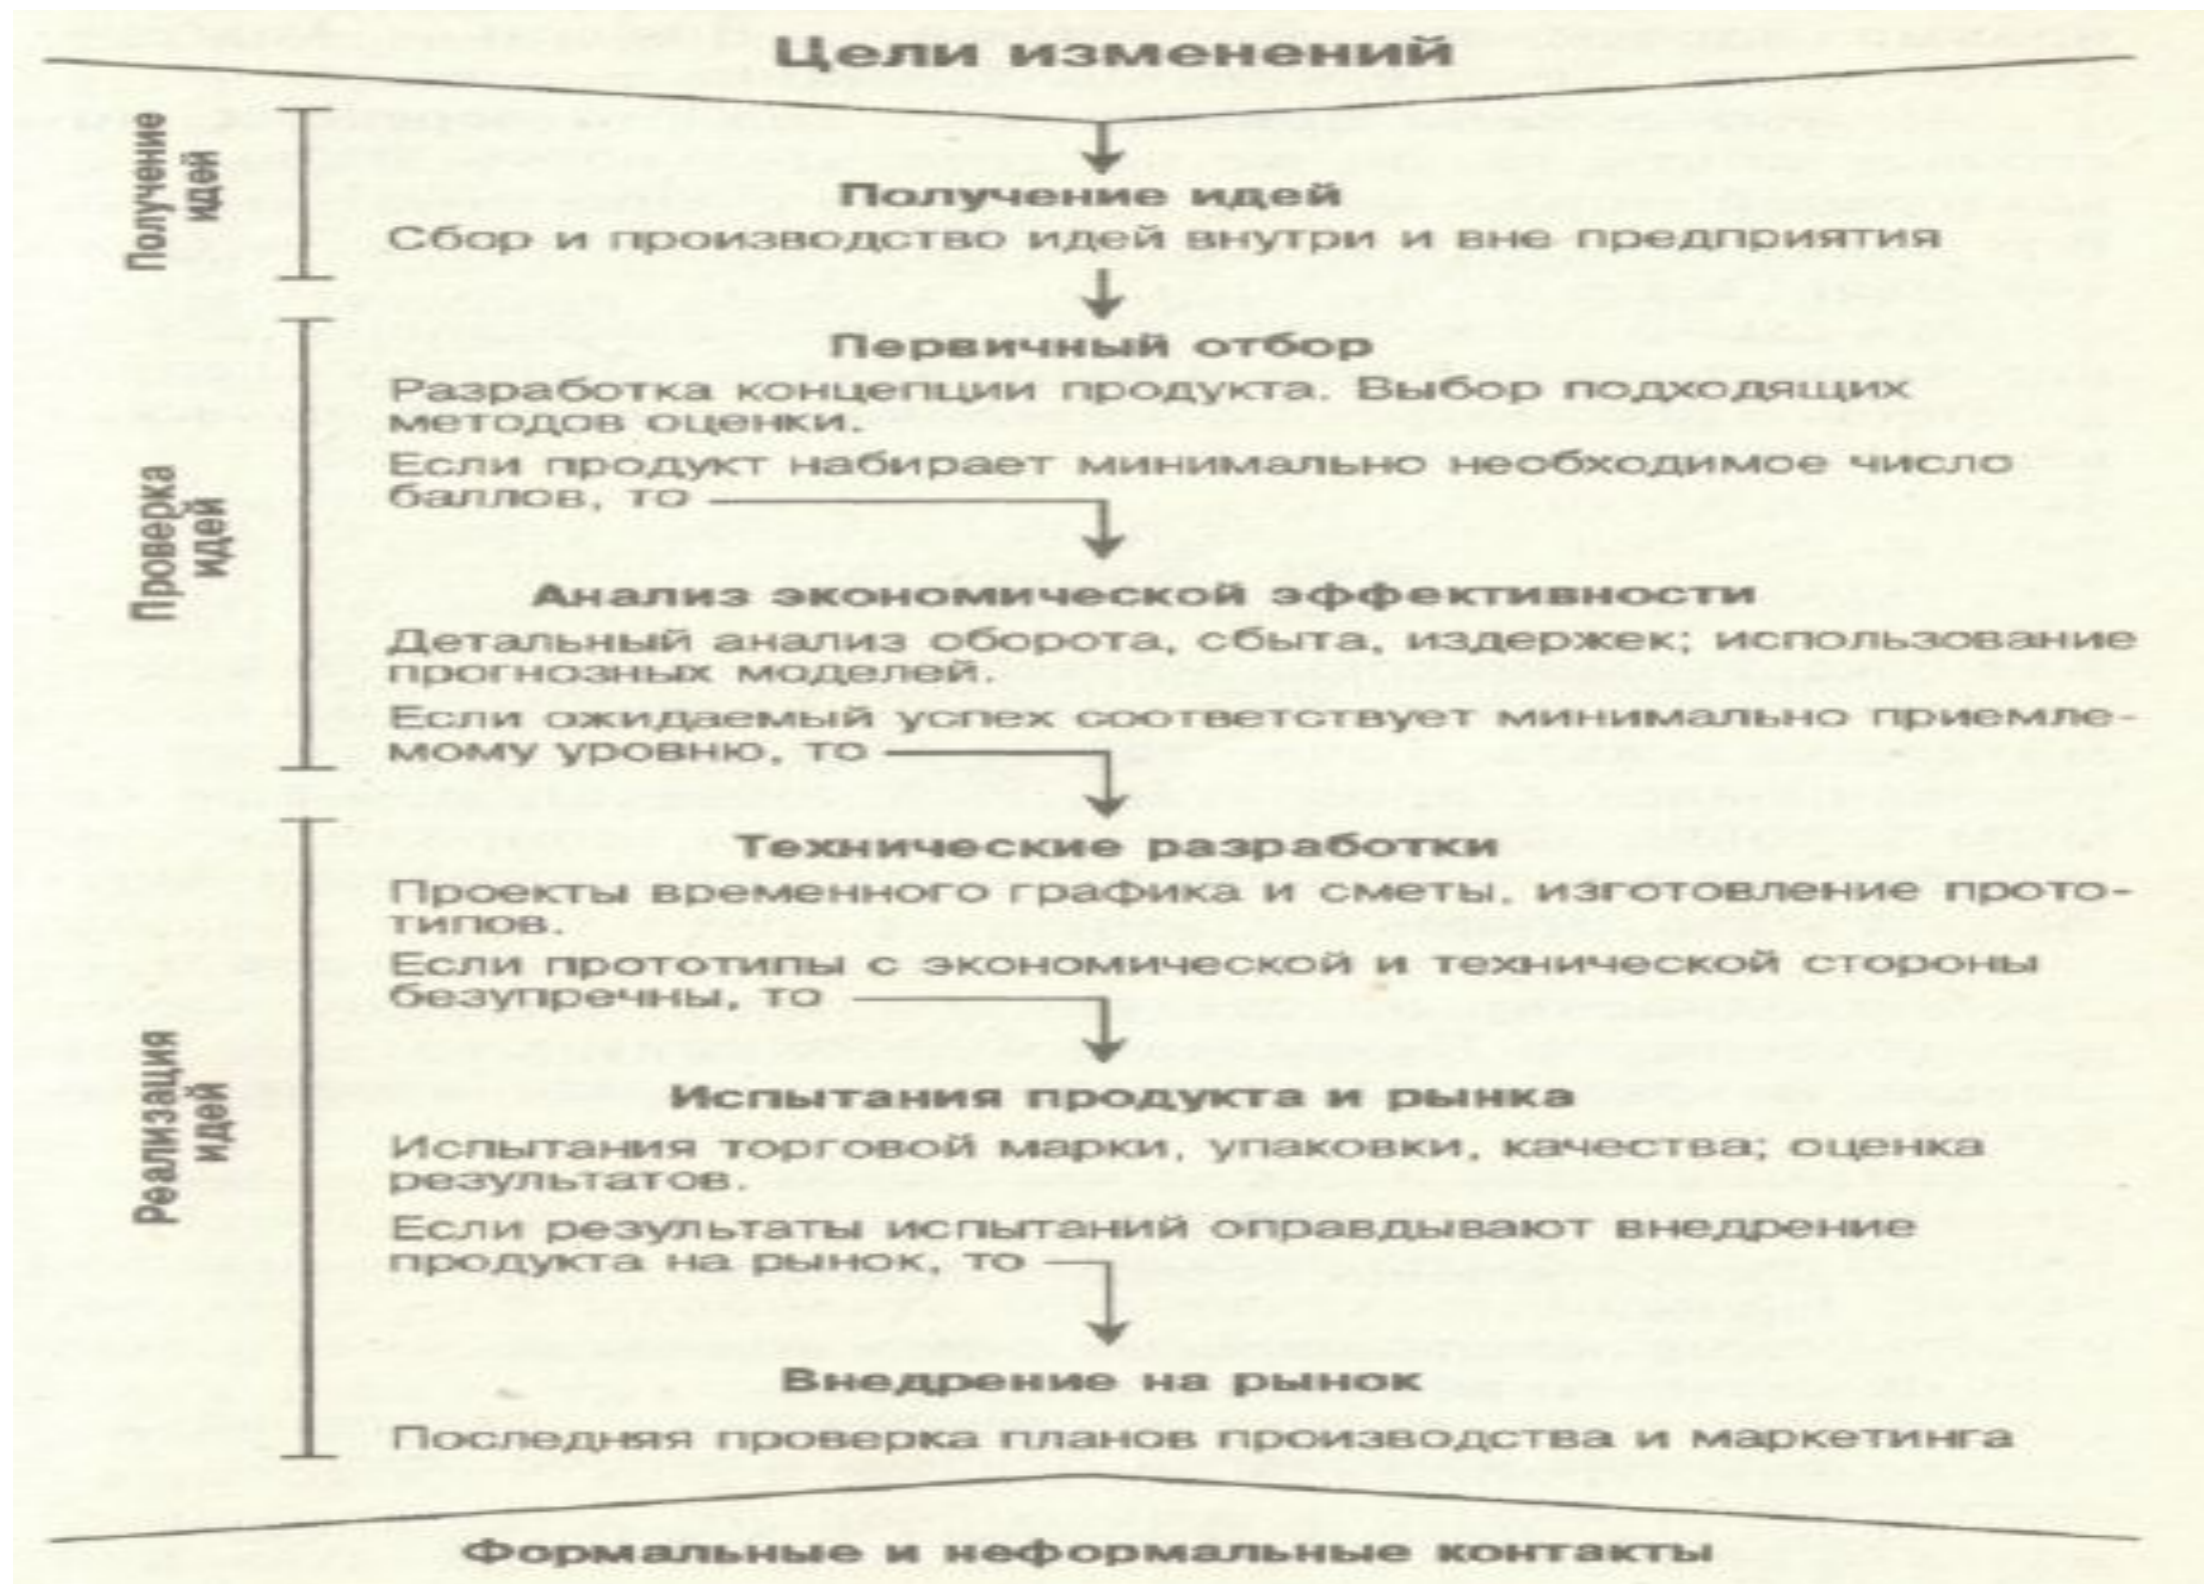 Цели изменений
Получение
идей
Получение идей
Сбор и производство идей внутри и вне предприятия
Проверка
идей
Первичный отбор
Разработка концепции продукта. Выбор подходящих
методов оценки.
Если продукт набирает минимально необходимое число
баллов, то
Анализ экономической эффективности
Детальный анализ оборота, сбыта, издержек; использование
прогнозных моделей.
Если ожидаемый успех соответствует минимально приемле-
мому уровню, то
Реализация
идей
Технические разработки
Проекты временного графика и сметы, изготовление прото-
типов.
Если прототипы с экономической и технической стороны
безупречны, то
Испытания продукта и рынка
Испытания торговой марки, упаковки, качества; оценка
результатов.
Если результаты испытаний оправдывают внедрение
продукта на рынок, то
Внедрение на рынок
Последняя проверка планов производства и маркетинга
Формальные и неформальные контакты